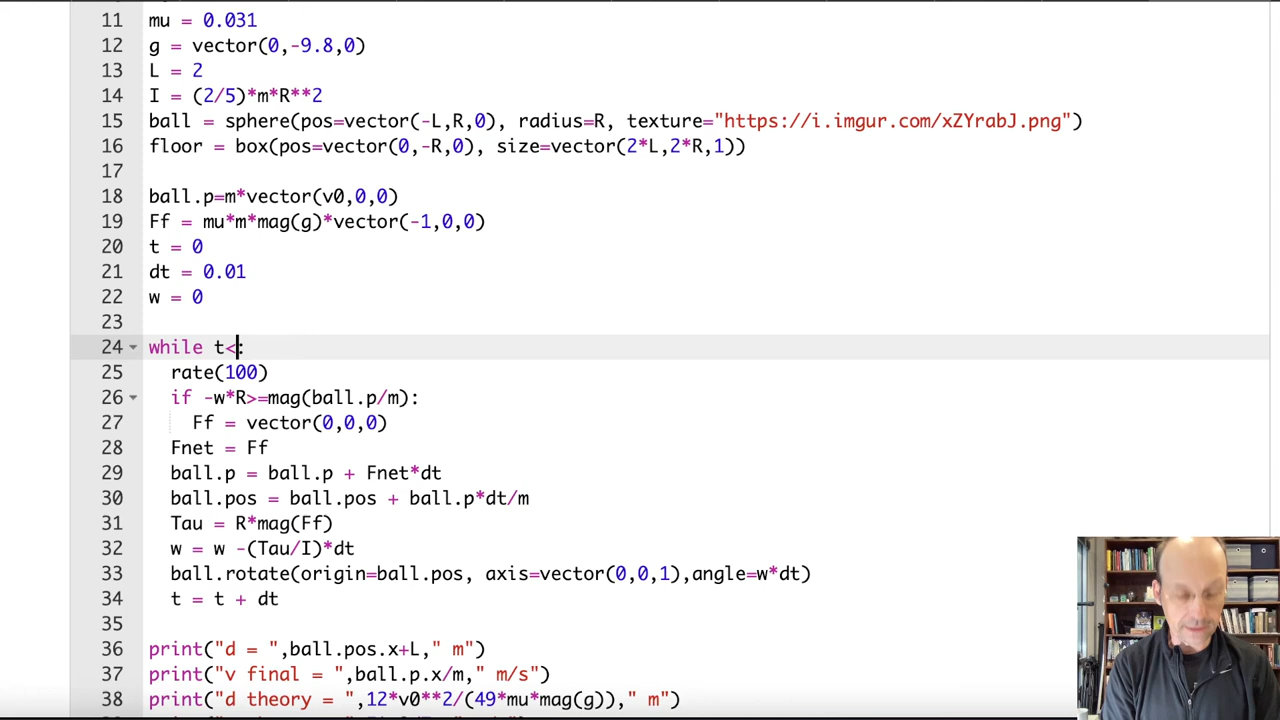 11 mu = 0.031
12 g = vector(0,-9.8,0)
13 L = 2
14 I = (2/5)*m*R**2
15 ball = sphere(pos=vector(-L,R,0), radius=R, texture="https://i.imgur.com/xZYrabJ.png")
16 floor = box(pos=vector(0,-R,0), size=vector(2*L,2*R,1))
17
18 ball.p=m*vector(v0,0,0)
19 Ff = mu*m*mag(g)*vector(-1,0,0)
20 t = 0
21 dt = 0.01
22 w = 0
23
24 while t<:
25 rate(100)
26 if -w*R>=mag(ball.p/m):
27 Ff = vector(0,0,0)
28 Fnet = Ff
29 ball.p = ball.p + Fnet*dt
30 ball.pos = ball.pos + ball.p*dt/m
31 Tau = R*mag(Ff)
32 w = w -(Tau/I)*dt
33 ball.rotate(origin=ball.pos, axis=vector(0,0,1),angle=w*dt)
34 t = t + dt
35
36 print("d = ",ball.pos.x+L," m")
37 print("v final = ",ball.p.x/m," m/s")
38 print("d theory = ",12*v0**2/(49*mu*mag(g))," m")